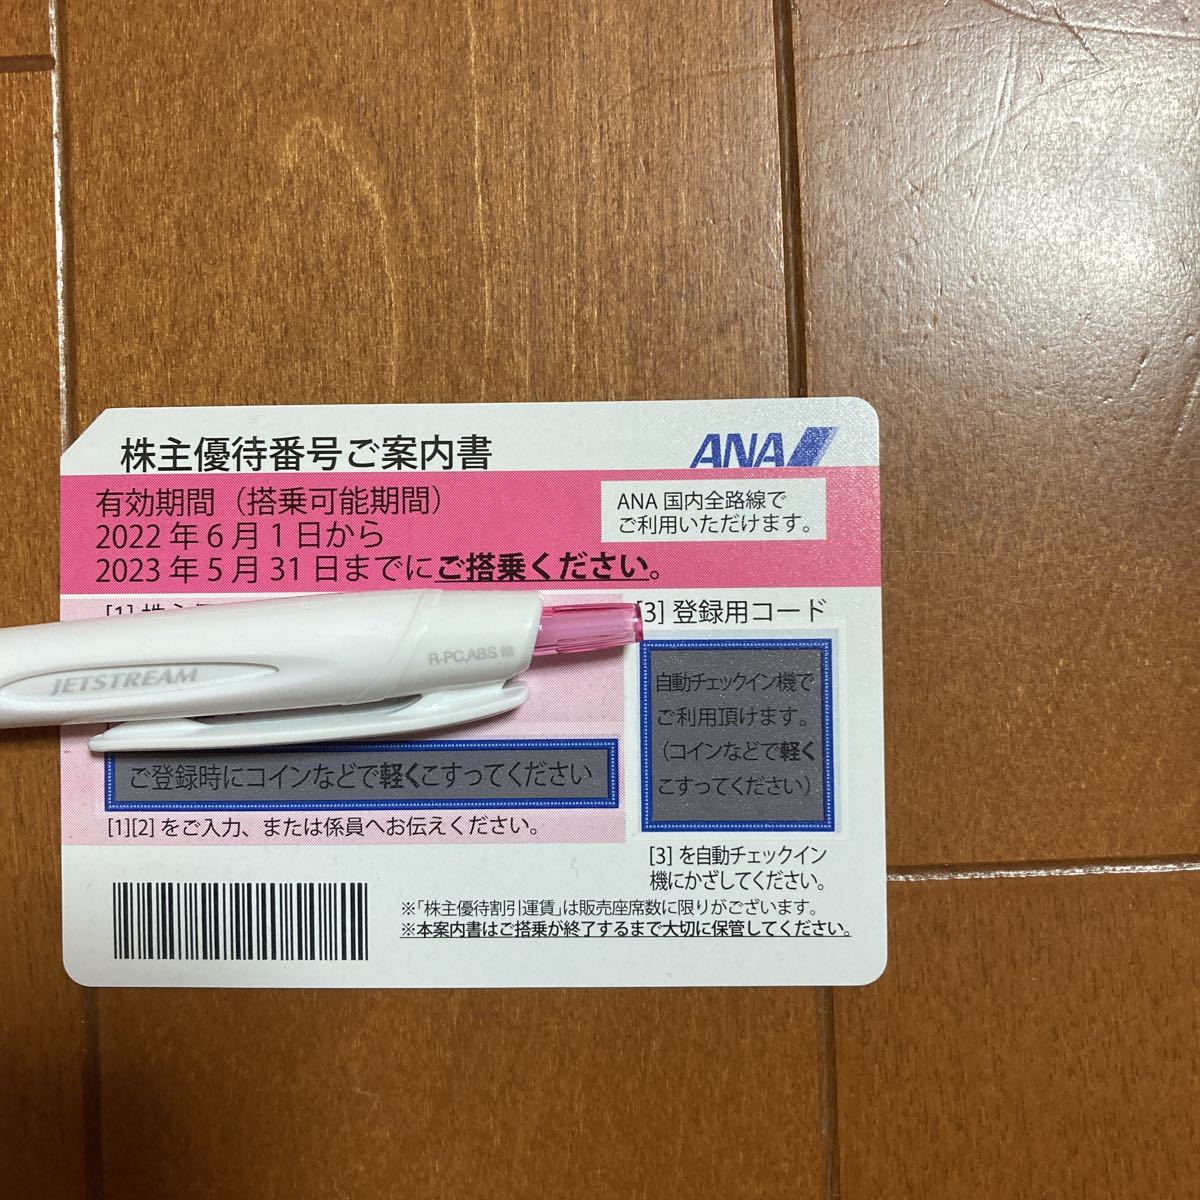 株主優待番号ご案内書
ANA
有効期間（搭乗可能期間）
2022 年 6 月 1 日から
2023 年 5 月 31 日までにご搭乗ください。
ANA 国内全路線で
ご利用いただけます。
[1]
R-PC,ABS 他
JETSTREAM
ご登録時にコインなどで軽くこすってください
[1][2] をご入力、または係員へお伝えください。
[3] 登録用コード
自動チェックイン機で
ご利用頂けます。
（コインなどで軽く
こすってください）
[3] を自動チェックイン
機にかざしてください。
※「株主優待割引運賃」は販売座席数に限りがございます。
※本案内書はご搭乗が終了するまで大切に保管してください。